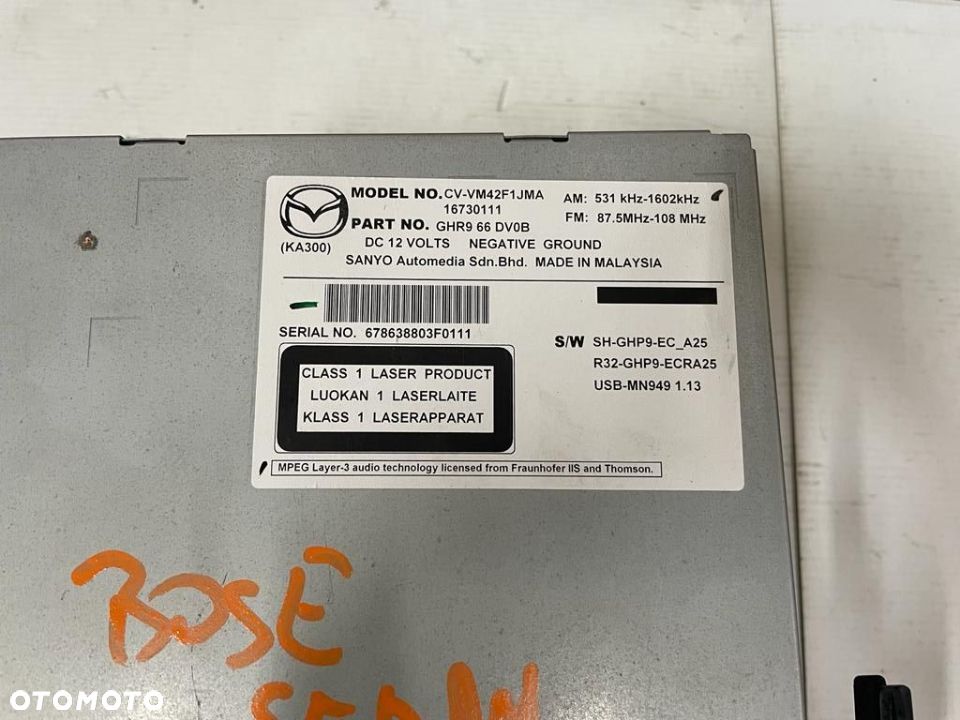 MODEL NO. CV-VM42F1JMA
16730111
AM: 531 kHz-1602kHz
FM: 87.5MHz-108 MHz
PART NO. GHR9 66 DV0B
(KA300)
DC 12 VOLTS NEGATIVE GROUND
SANYO Automedia Sdn.Bhd. MADE IN MALAYSIA
SERIAL NO. 678638803F0111
S/W SH-GHP9-EC_A25
R32-GHP9-ECRA25
USB-MN949 1.13
CLASS 1 LASER PRODUCT
LUOKAN 1 LASERLAITE
KLASS 1 LASERAPPARAT
MPEG Layer-3 audio technology licensed from Fraunhofer IIS and Thomson.
BOSE
SEDAN
OTOMOTO